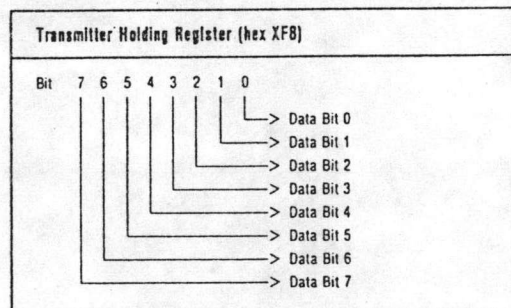 Transmitter Holding Register (hex XF8)
Bit 7 6 5 4 3 2 1 0
> Data Bit 0
> Data Bit 1
> Data Bit 2
> Data Bit 3
> Data Bit 4
> Data Bit 5
> Data Bit 6
> Data Bit 7